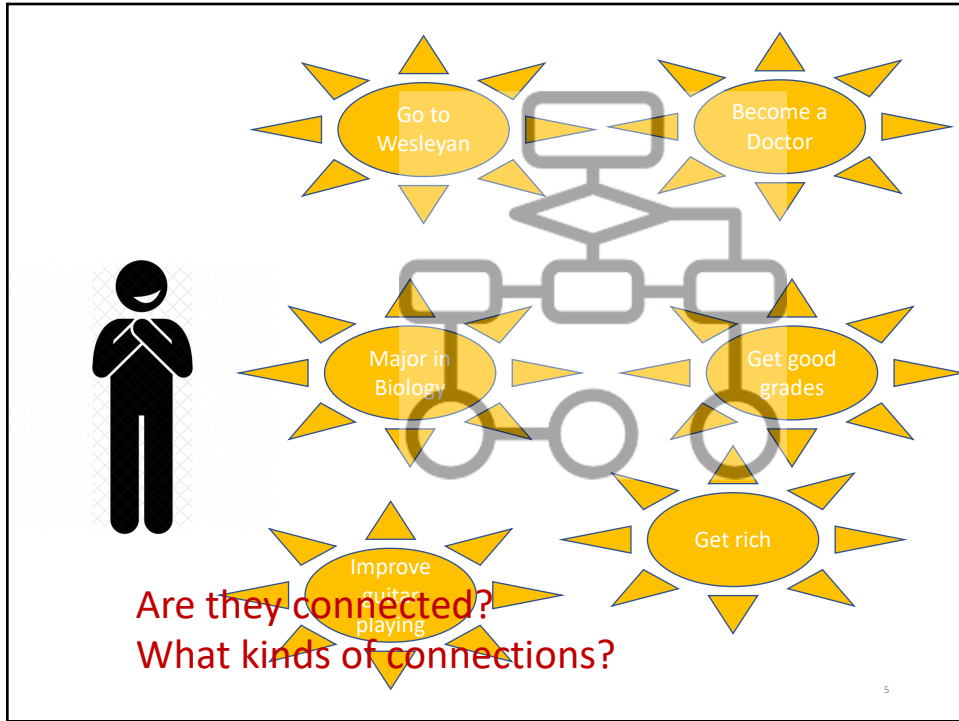 Go to
Wesleyan
Become a
Doctor
Major in
Biology
Get good
grades
Get rich
Improve
guitar
playing
Are they connected?
What kinds of connections?
5